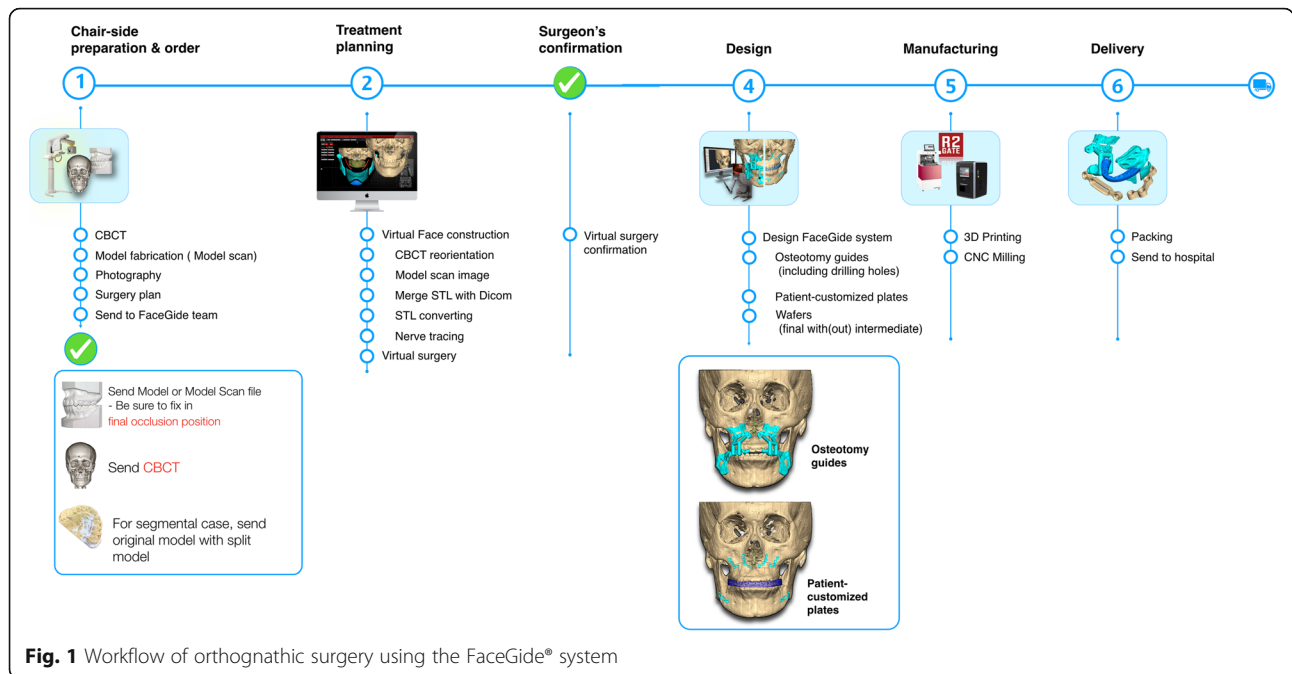 Chair-side
preparation & order
Treatment
planning
Surgeon's
confirmation
Design
Manufacturing
Delivery
1
2
4
5
6
R2
GATE
CBCT
Model fabrication ( Model scan)
Photography
Surgery plan
Send to FaceGide team
Virtual Face construction
CBCT reorientation
Model scan image
Merge STL with Dicom
STL converting
Nerve tracing
Virtual surgery
Virtual surgery
confirmation
Design FaceGide system
Osteotomy guides
(including drilling holes)
Patient-customized plates
Wafers
(final with(out) intermediate)
3D Printing
CNC Milling
Packing
Send to hospital
Send Model or Model Scan file
- Be sure to fix in
final occlusion position
Send CBCT
For segmental case, send
original model with split
model
Osteotomy
guides
Patient-
customized
plates
Fig. 1 Workflow of orthognathic surgery using the FaceGide® system